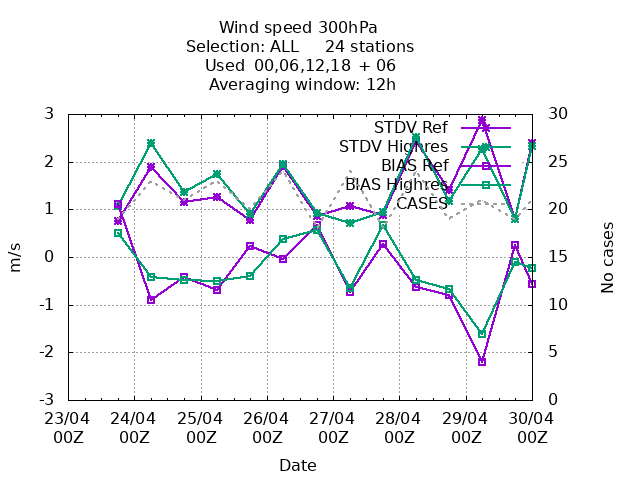 Wind speed 300hPa
Selection: ALL 24 stations
Used 00,06,12,18 + 06
Averaging window: 12h
STDV Ref
STDV Highres
BIAS Ref
BIAS Highres
CASES
3
2
1
0
-1
-2
-3
m/s
30
25
20
15
10
5
0
No cases
23/04 24/04 25/04 26/04 27/04 28/04 29/04 30/04
00Z 00Z 00Z 00Z 00Z 00Z 00Z 00Z
Date